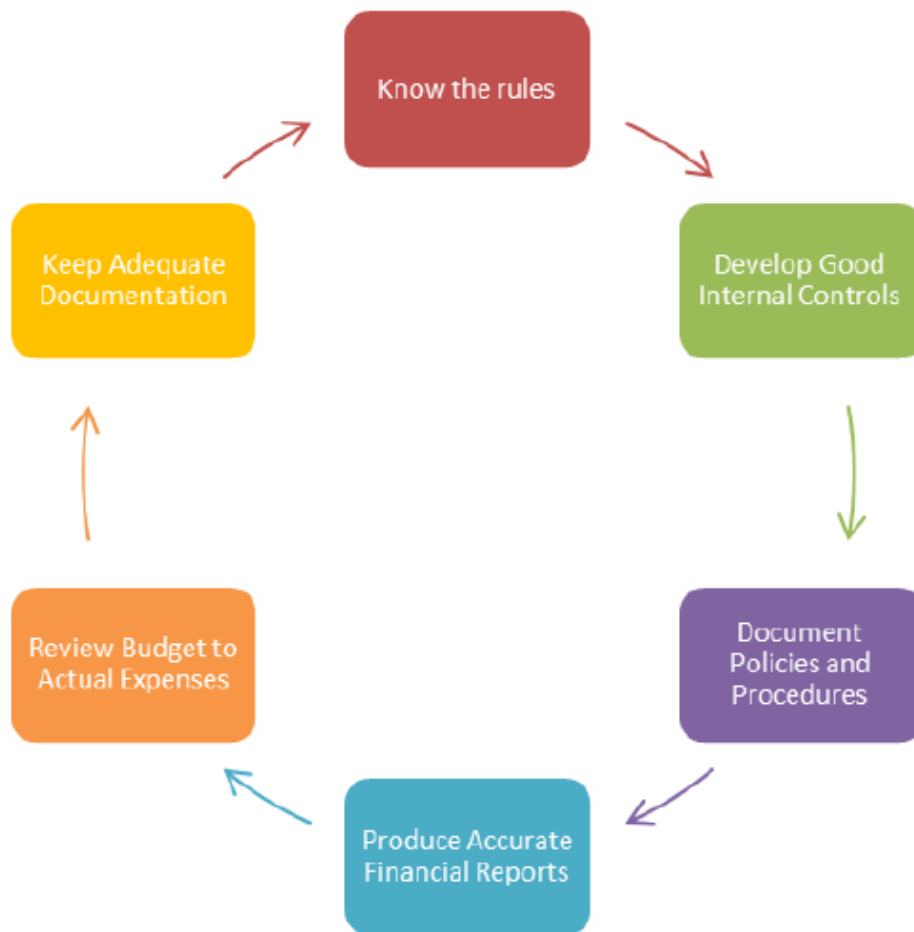 Know the rules
Develop Good
Internal Controls
Document
Policies and
Procedures
Produce Accurate
Financial Reports
Review Budget to
Actual Expenses
Keep Adequate
Documentation